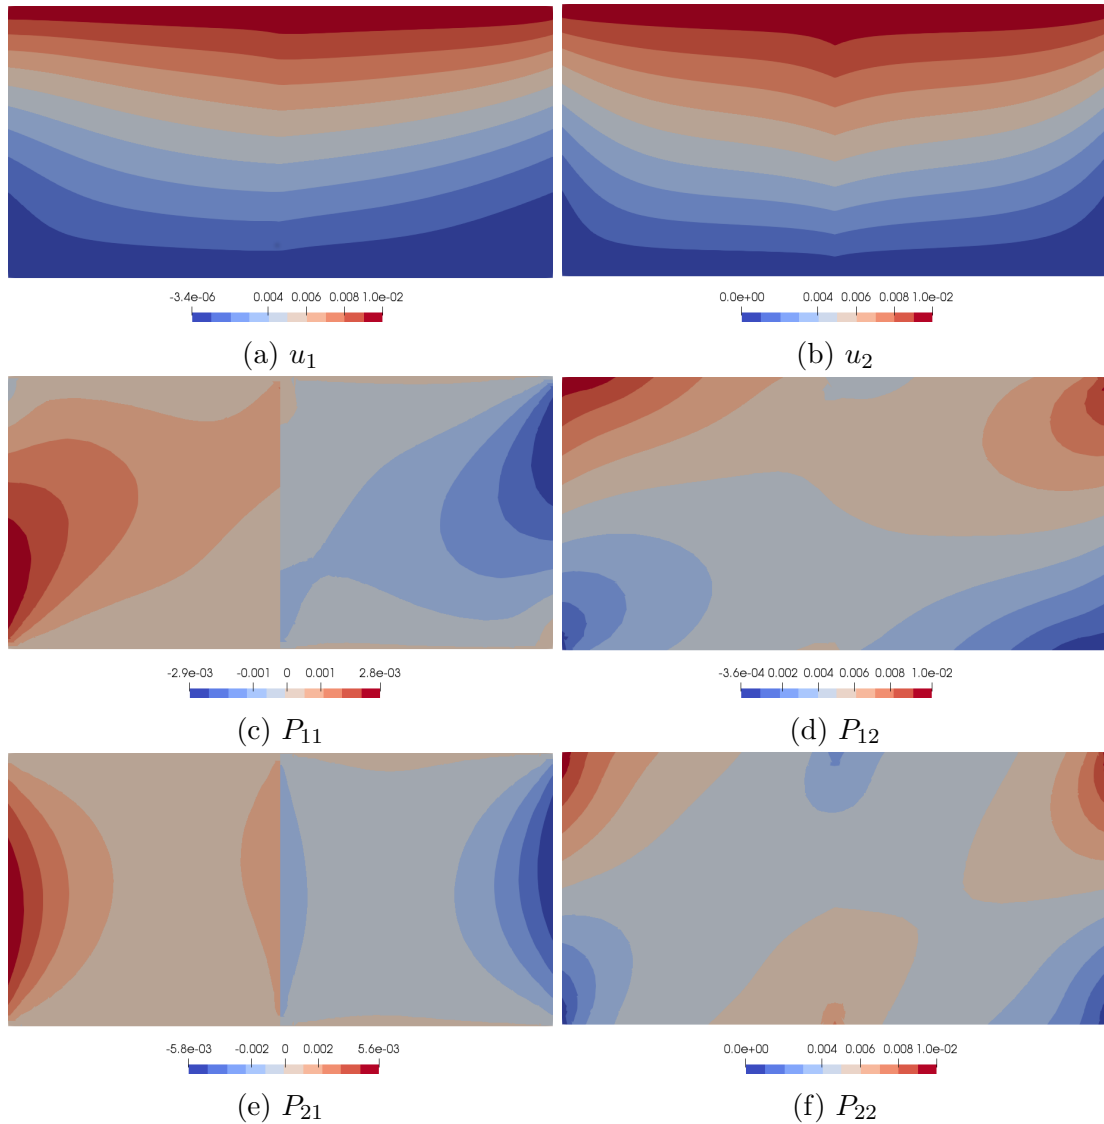 -3.4e-06 0.004 0.006 0.008 1.0e-02
0.0e+00 0.004 0.006 0.008 1.0e-02
(a) u₁
(b) u₂
-2.9e-03 -0.001 0 0.001 2.8e-03
-3.6e-04 0.002 0.004 0.006 0.008 1.0e-02
(c) P₁₁
(d) P₁₂
-5.8e-03 -0.002 0 0.002 5.6e-03
0.0e+00 0.004 0.006 0.008 1.0e-02
(e) P₂₁
(f) P₂₂